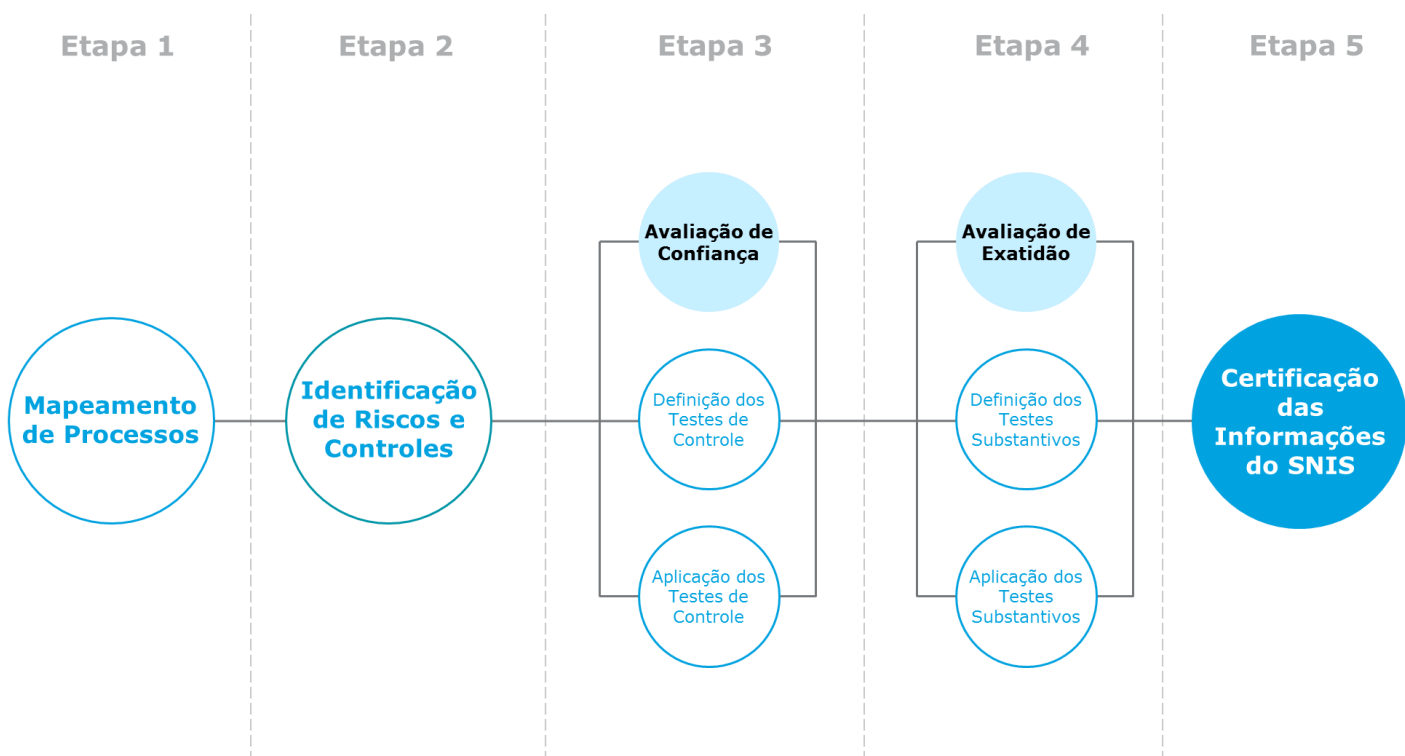 Etapa 1
Etapa 2
Etapa 3
Etapa 4
Etapa 5
Mapeamento
de Processos
Identificação
de Riscos e
Controles
Avaliação de
Confiança
Definição dos
Testes de
Controle
Aplicação dos
Testes de
Controle
Avaliação de
Exatidão
Definição dos
Testes
Substantivos
Aplicação dos
Testes
Substantivos
Certificação
das
Informações
do SNIS